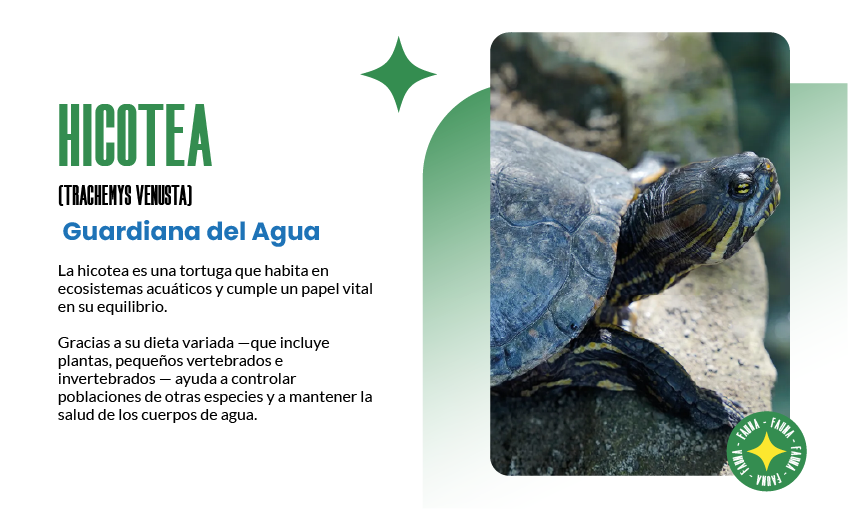 HICOTEA
(TRACHEMYS VENUSTA)
Guardiana del Agua
La hicotea es una tortuga que habita en
ecosistemas acuáticos y cumple un papel vital
en su equilibrio.
Gracias a su dieta variada —que incluye
plantas, pequeños vertebrados e
invertebrados — ayuda a controlar
poblaciones de otras especies y a mantener la
salud de los cuerpos de agua.
FAUNA - FAUNA - FAUNA - FAUNA - FAUNA -